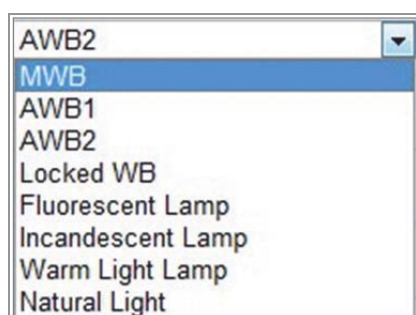 AWB2
MWB
AWB1
AWB2
Locked WB
Fluorescent Lamp
Incandescent Lamp
Warm Light Lamp
Natural Light